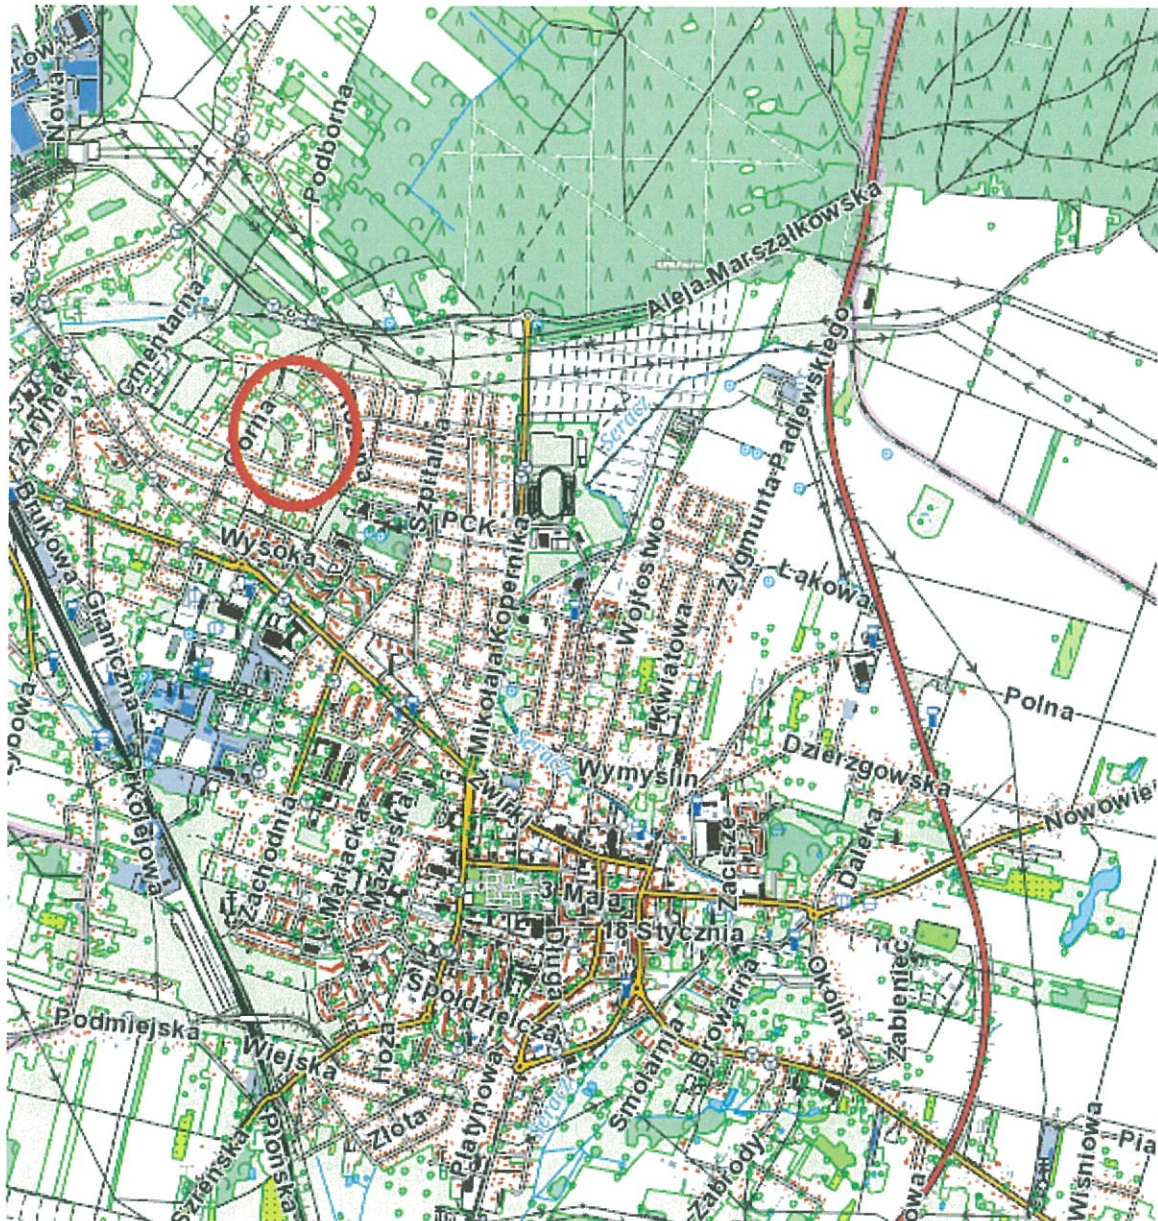 Nowa
Podborna
Aleja Marszałkowska
Cmentarna
Zygmunta Padlewskiego
Seracz
Szpitalna
PCK
Wysoka
Brukowa
Graniczna
Mikołaja Kopernika
Wójtostwo
Kwiatowa
Łąkowa
Polna
Seracz
Wymyślin
Dzierzgowska
Żwirki
Kolejowa
Zachodnia
Mariacka
Mazurska
Zacisze
Daleka
3 Maja
18 Stycznia
Długa
Okólna
Żabieniec
Podmiejska
Wiejska
Hoża
Smolarnia
Browarna
Złota
Platynowa
Seracz
Zabrody
Wiśniowa